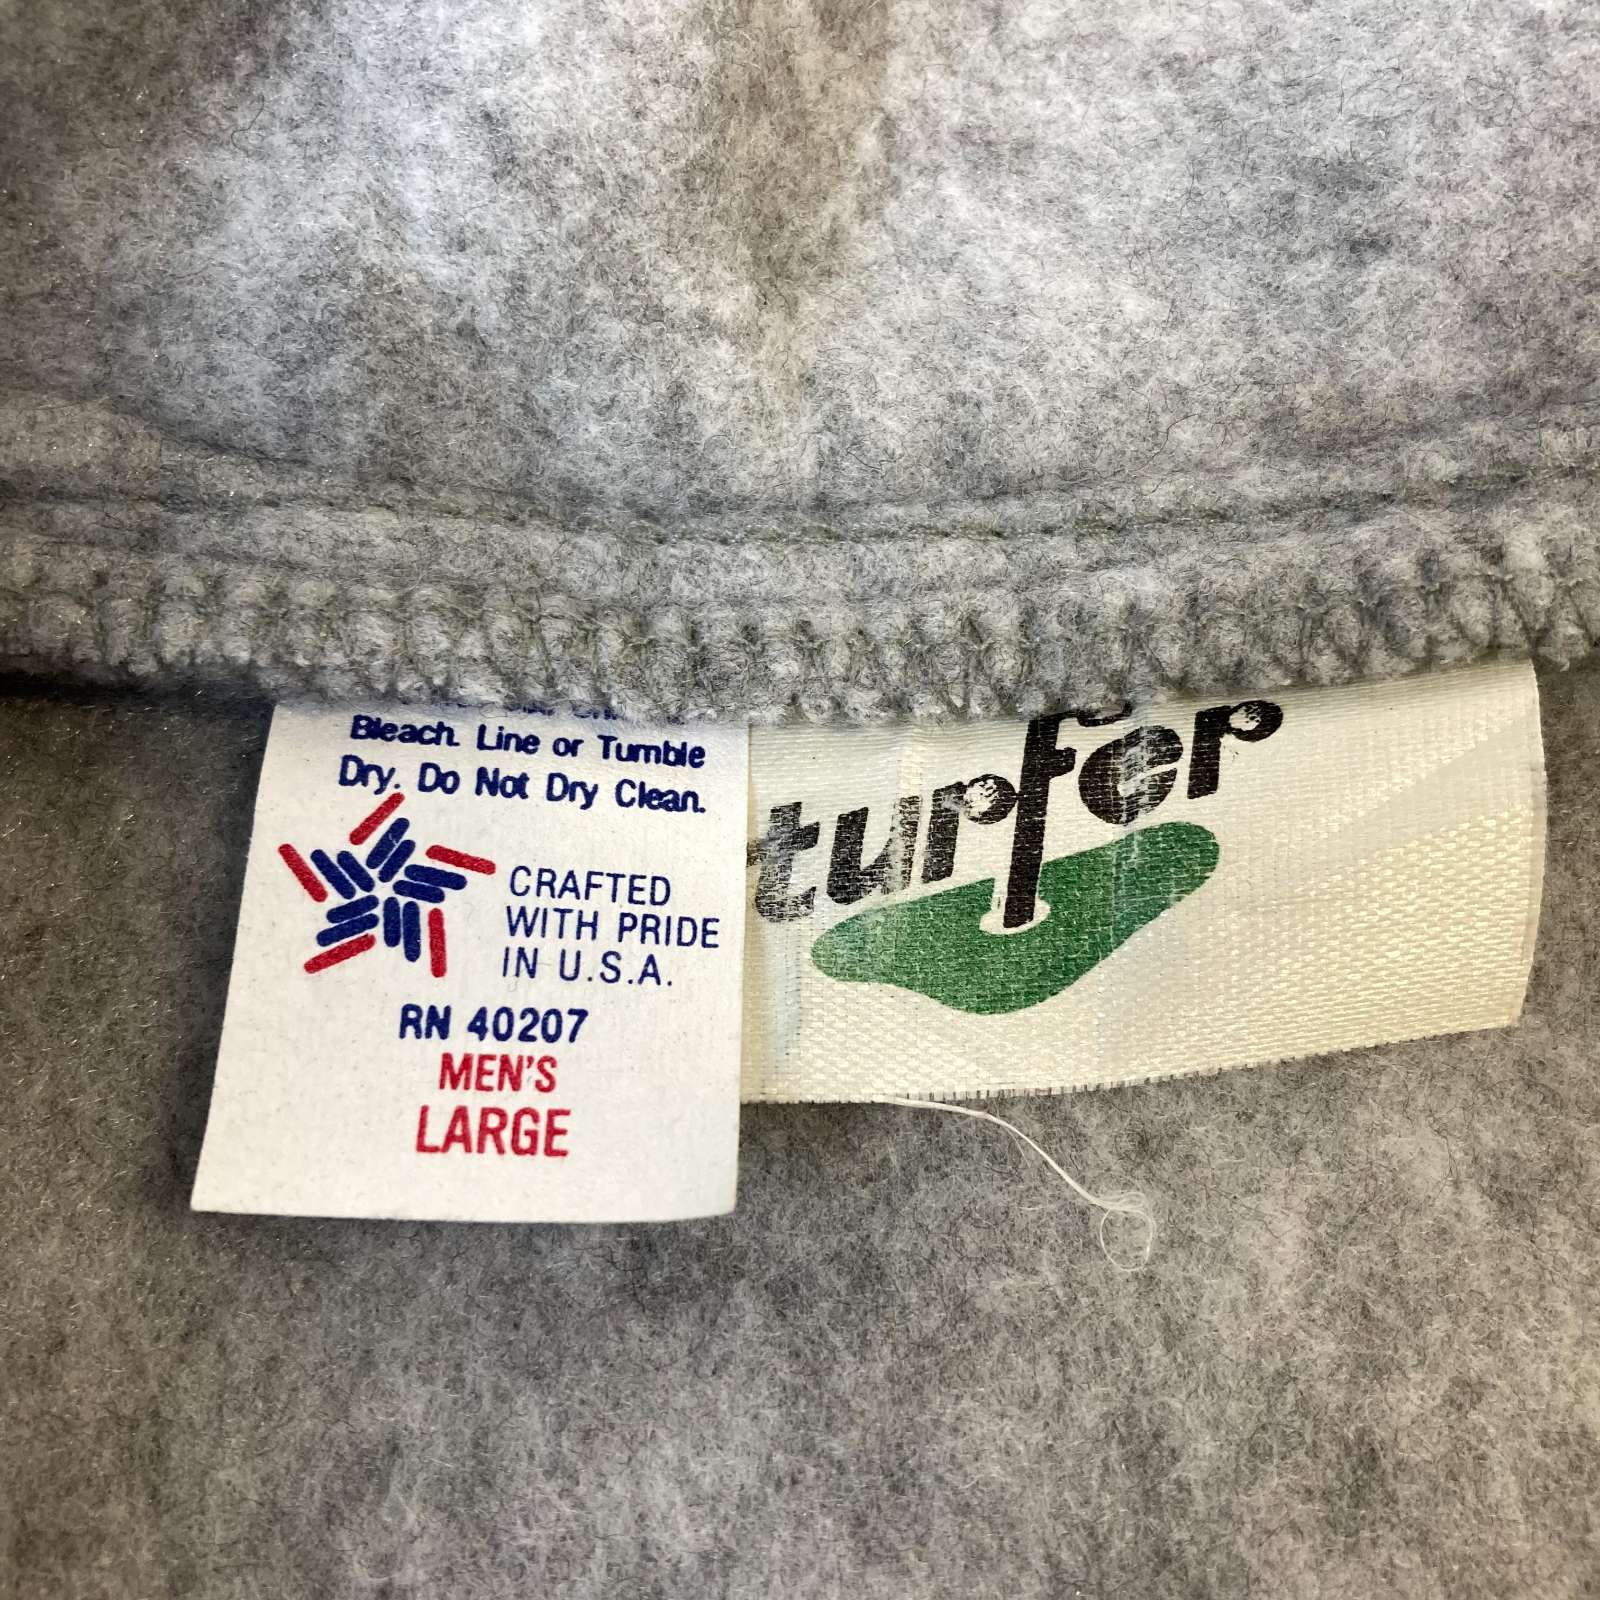 Bleach. Line or Tumble
Dry. Do Not Dry Clean.
CRAFTED
WITH PRIDE
IN U.S.A.
RN 40207
MEN'S
LARGE
turfer